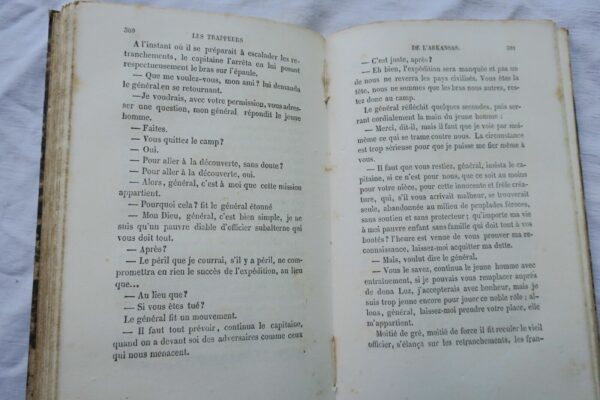 300
LES TRAPPEURS
A l'instant où il se préparait à escalader les re-
tranchements, le capitaine l'arrêta en lui posant
respectueusement le bras sur l'épaule.
— Que me voulez-vous, mon ami? lui demanda
le général en se retournant.
— Je voudrais, avec votre permission, vous adres-
ser une question, mon général répondit le jeune
homme.
— Faites.
— Vous quittez le camp?
— Oui.
— Pour aller à la découverte, sans doute?
— Pour aller à la découverte, oui.
— Alors, général, c'est à moi que cette mission
appartient.
— Pourquoi cela? fit le général étonné
— Mon Dieu, général, c'est bien simple, je ne
suis qu'un pauvre diable d'officier subalterne qui
vous doit tout.
— Après?
— Le péril que je courrai, s'il y a péril, ne com-
promettra en rien le succès de l'expédition, au lieu
que...
— Au lieu que?
— Si vous êtes tué?
Le général fit un mouvement.
— Il faut tout prévoir, continua le capitaine,
quand on a devant soi des adversaires comme ceux
qui nous menacent.
DE L'ARKANSAS.
301
— C'est juste, après?
— Eh bien, l'expédition sera manquée et pas un
de nous ne reverra les pays civilisés. Vous êtes la
tête, nous ne sommes que les bras nous autres, res-
tez donc au camp.
Le général réfléchit quelques secondes, puis ser-
rant cordialement la main du jeune homme :
— Merci, dit-il, mais il faut que je voie par moi-
même ce qui se trame contre nous. La circonstance
est trop sérieuse pour que je puisse me fier même à
vous.
— Il faut que vous restiez, général, insista le ca-
pitaine, si ce n'est pour nous, que ce soit au moins
pour votre nièce, pour cette innocente et frêle créa-
ture, qui, s'il vous arrivait malheur, se trouverait
seule, abandonnée au milieu de peuplades féroces,
sans soutien et sans protecteur; qu'importe ma vie
à moi pauvre enfant sans famille qui doit tout à vos
bontés? l'heure est venue de vous prouver ma re-
connaissance, laissez-moi acquitter ma dette.
— Mais, voulut dire le général.
— Vous le savez, continua le jeune homme avec
entraînement, si je pouvais vous remplacer auprès
de dona Luz, j'accepterais avec bonheur, mais je
suis trop jeune encore pour jouer ce noble rôle; al-
lons, général, laissez-moi prendre votre place, elle
m'appartient.
Moitié de gré, moitié de force il fit reculer le vieil
officier, s'élança sur les retranchements, les fran-